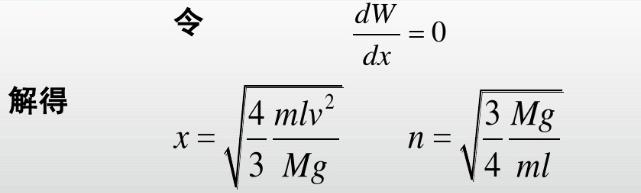 令 dW/dx = 0
解得
x = √(4/3 mlv²/Mg) n = √(3/4 Mg/ml)